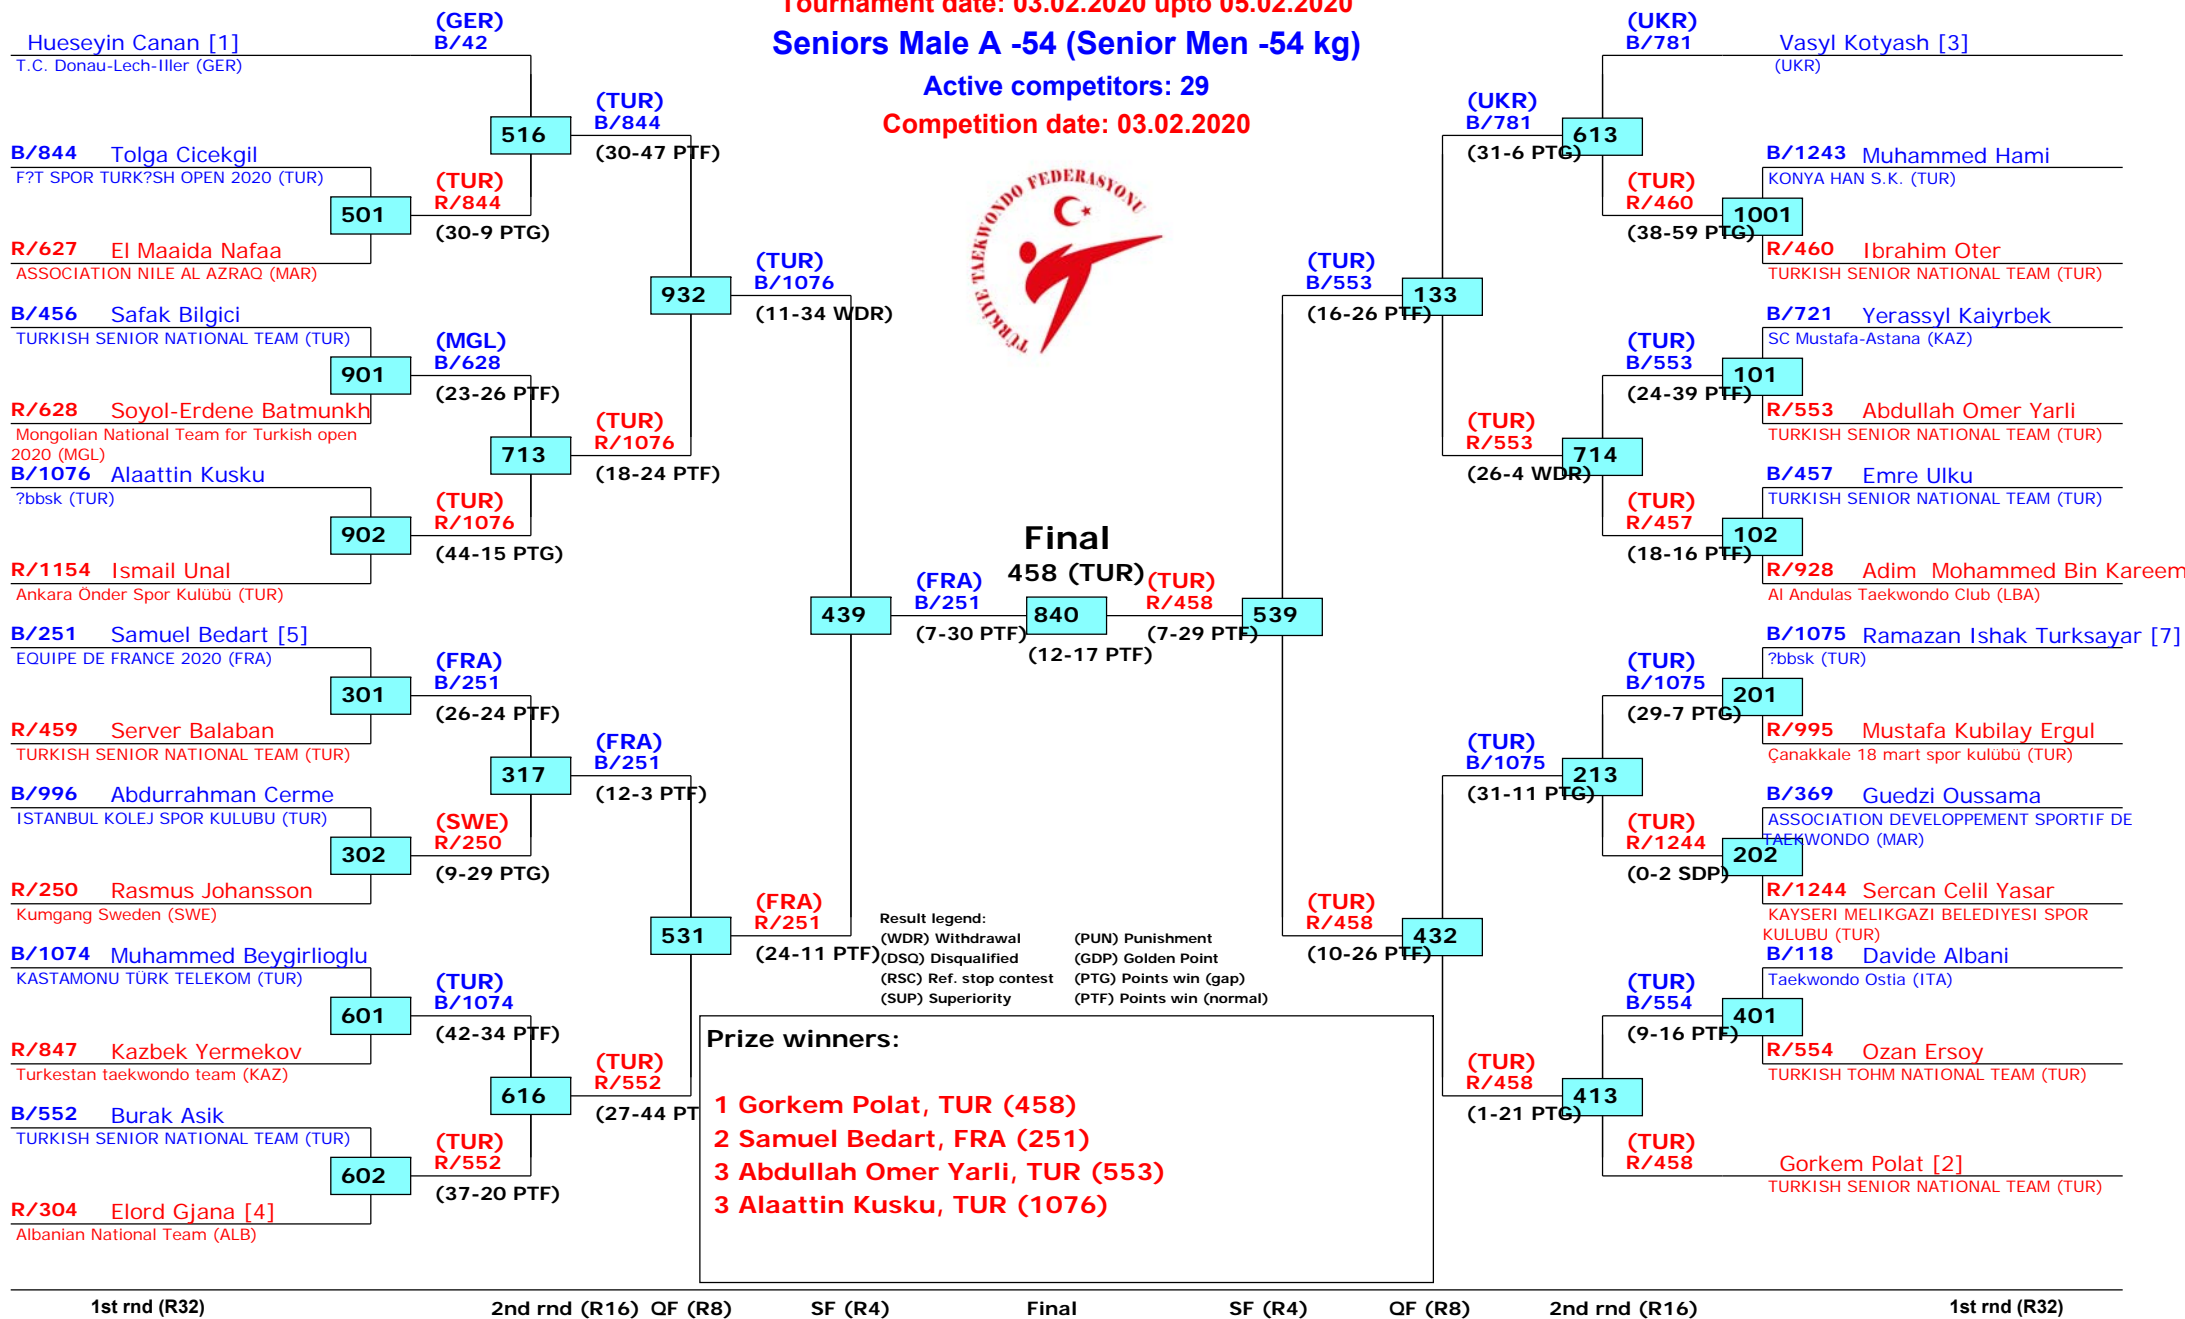 Tournament date: 03.02.2020 upto 05.02.2020
Seniors Male A -54 (Senior Men -54 kg)
Active competitors: 29
Competition date: 03.02.2020
TÜRKİYE TAEKWONDO FEDERASYONU
Hueseyin Canan [1]
T.C. Donau-Lech-Iller (GER)
(GER)
B/42
B/844 Tolga Cicekgil
F?T SPOR TURK?SH OPEN 2020 (TUR)
501
R/627 El Maaida Nafaa
ASSOCIATION NILE AL AZRAQ (MAR)
(TUR)
R/844
(30-9 PTG)
516
(TUR)
B/844
(30-47 PTF)
B/456 Safak Bilgici
TURKISH SENIOR NATIONAL TEAM (TUR)
901
R/628 Soyol-Erdene Batmunkh
Mongolian National Team for Turkish open
2020 (MGL)
(MGL)
B/628
(23-26 PTF)
B/1076 Alaattin Kusku
?bbsk (TUR)
902
R/1154 Ismail Unal
Ankara Önder Spor Kulübü (TUR)
(TUR)
R/1076
(44-15 PTG)
713
(TUR)
R/1076
(18-24 PTF)
932
(TUR)
B/1076
(11-34 WDR)
B/251 Samuel Bedart [5]
EQUIPE DE FRANCE 2020 (FRA)
301
R/459 Server Balaban
TURKISH SENIOR NATIONAL TEAM (TUR)
(FRA)
B/251
(26-24 PTF)
B/996 Abdurrahman Cerme
ISTANBUL KOLEJ SPOR KULUBU (TUR)
302
R/250 Rasmus Johansson
Kumgang Sweden (SWE)
(SWE)
R/250
(9-29 PTG)
317
(FRA)
B/251
(12-3 PTF)
B/1074 Muhammed Beygirlioglu
KASTAMONU TÜRK TELEKOM (TUR)
601
R/847 Kazbek Yermekov
Turkestan taekwondo team (KAZ)
(TUR)
B/1074
(42-34 PTF)
B/552 Burak Asik
TURKISH SENIOR NATIONAL TEAM (TUR)
602
R/304 Elord Gjana [4]
Albanian National Team (ALB)
(TUR)
R/552
(37-20 PTF)
616
(TUR)
R/552
(27-44 PT
531
(FRA)
R/251
(24-11 PTF)
439
(FRA)
B/251
(7-30 PTF)
Final
458 (TUR)
840
(12-17 PTF)
(TUR)
R/458
(7-29 PTF)
539
(TUR)
B/553
(16-26 PTF)
133
(UKR)
B/781
(31-6 PTG)
613
(UKR)
B/781
Vasyl Kotyash [3]
(UKR)
(TUR)
R/460
(38-59 PTG)
B/1243 Muhammed Hami
KONYA HAN S.K. (TUR)
1001
R/460 Ibrahim Oter
TURKISH SENIOR NATIONAL TEAM (TUR)
(TUR)
R/553
(26-4 WDR)
714
(TUR)
B/553
(24-39 PTF)
B/721 Yerassyl Kaiyrbek
SC Mustafa-Astana (KAZ)
101
R/553 Abdullah Omer Yarli
TURKISH SENIOR NATIONAL TEAM (TUR)
(TUR)
R/457
(18-16 PTF)
B/457 Emre Ulku
TURKISH SENIOR NATIONAL TEAM (TUR)
102
R/928 Adim Mohammed Bin Kareem
Al Andulas Taekwondo Club (LBA)
(TUR)
R/458
(10-26 PTF)
432
(TUR)
B/1075
(31-11 PTG)
213
(TUR)
B/1075
(29-7 PTG)
B/1075 Ramazan Ishak Turksayar [7]
?bbsk (TUR)
201
R/995 Mustafa Kubilay Ergul
Çanakkale 18 mart spor kulübü (TUR)
(TUR)
R/1244
(0-2 SDP)
B/369 Guedzi Oussama
ASSOCIATION DEVELOPPEMENT SPORTIF DE
TAEKWONDO (MAR)
202
R/1244 Sercan Celil Yasar
KAYSERI MELIKGAZI BELEDIYESI SPOR
KULUBU (TUR)
(TUR)
R/458
(1-21 PTG)
413
(TUR)
B/554
(9-16 PTF)
B/118 Davide Albani
Taekwondo Ostia (ITA)
401
R/554 Ozan Ersoy
TURKISH TOHM NATIONAL TEAM (TUR)
(TUR)
R/458
Gorkem Polat [2]
TURKISH SENIOR NATIONAL TEAM (TUR)
Result legend:
(WDR) Withdrawal (PUN) Punishment
(DSQ) Disqualified (GDP) Golden Point
(RSC) Ref. stop contest (PTG) Points win (gap)
(SUP) Superiority (PTF) Points win (normal)
Prize winners:
1 Gorkem Polat, TUR (458)
2 Samuel Bedart, FRA (251)
3 Abdullah Omer Yarli, TUR (553)
3 Alaattin Kusku, TUR (1076)
1st rnd (R32) 2nd rnd (R16) QF (R8) SF (R4) Final SF (R4) QF (R8) 2nd rnd (R16) 1st rnd (R32)